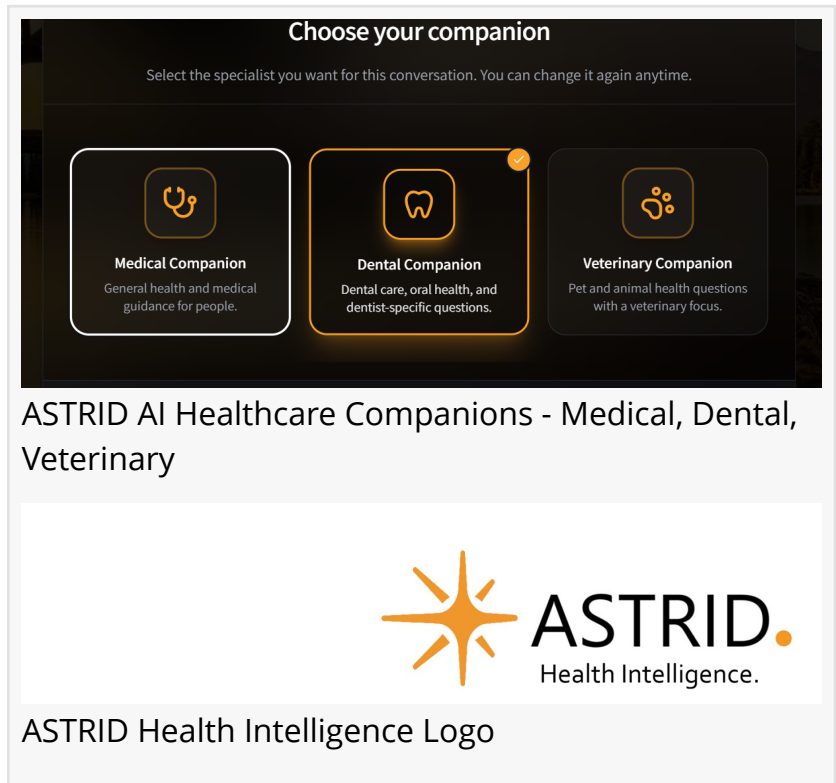 Choose your companion
Select the specialist you want for this conversation. You can change it again anytime.
Medical Companion
General health and medical
guidance for people.
Dental Companion
Dental care, oral health, and
dentist-specific questions.
Veterinary Companion
Pet and animal health questions
with a veterinary focus.
ASTRID AI Healthcare Companions - Medical, Dental,
Veterinary
ASTRID.
Health Intelligence.
ASTRID Health Intelligence Logo